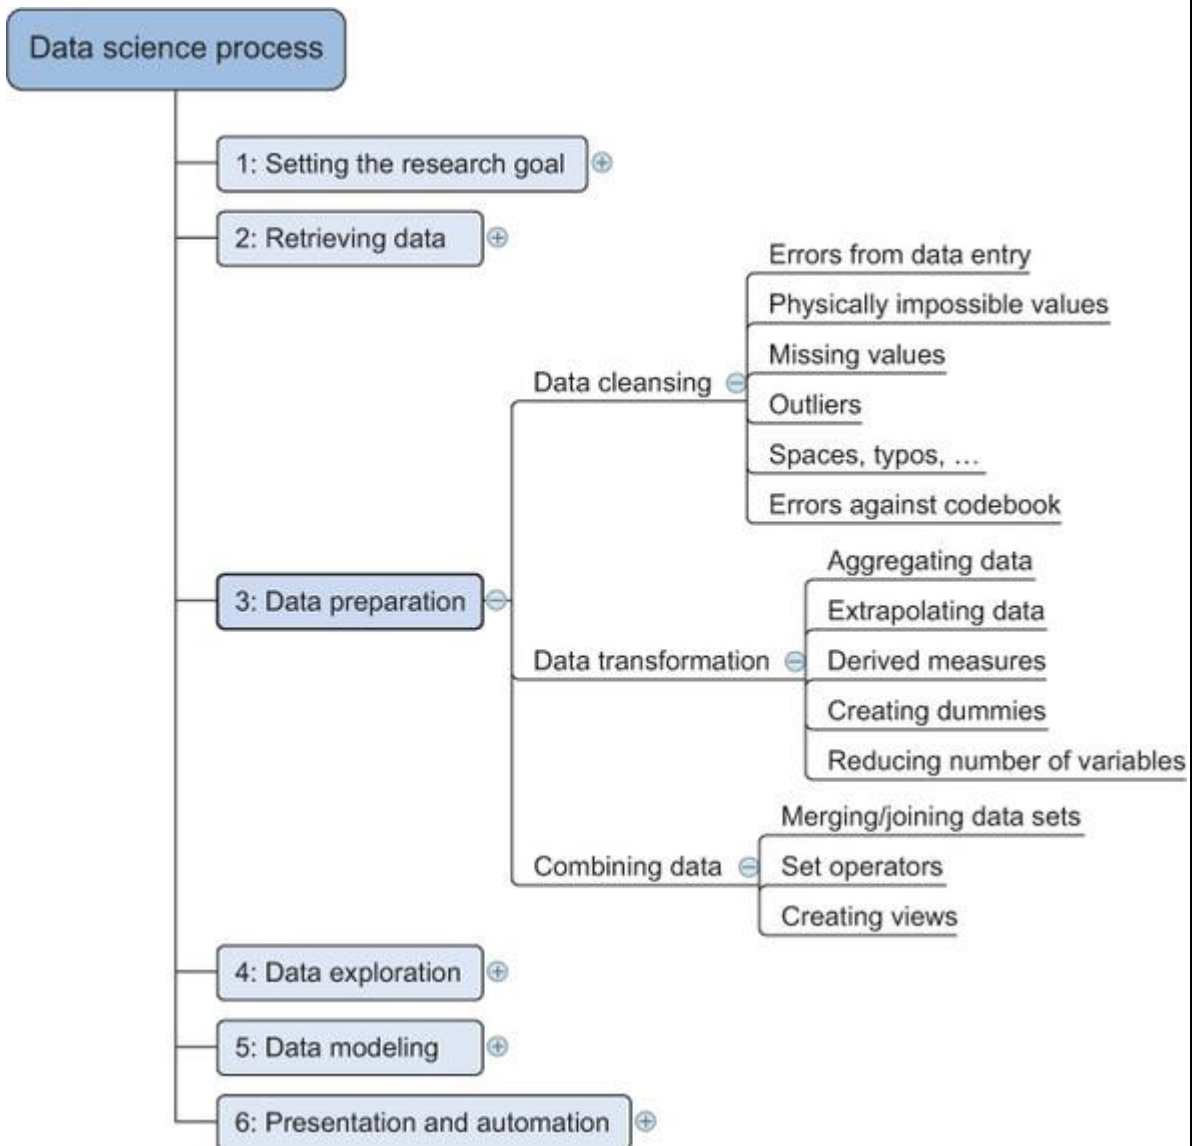 Data science process
1: Setting the research goal
2: Retrieving data
Errors from data entry
Physically impossible values
Missing values
Data cleansing
Outliers
Spaces, typos, …
Errors against codebook
Aggregating data
Extrapolating data
3: Data preparation
Data transformation
Derived measures
Creating dummies
Reducing number of variables
Merging/joining data sets
Combining data
Set operators
Creating views
4: Data exploration
5: Data modeling
6: Presentation and automation